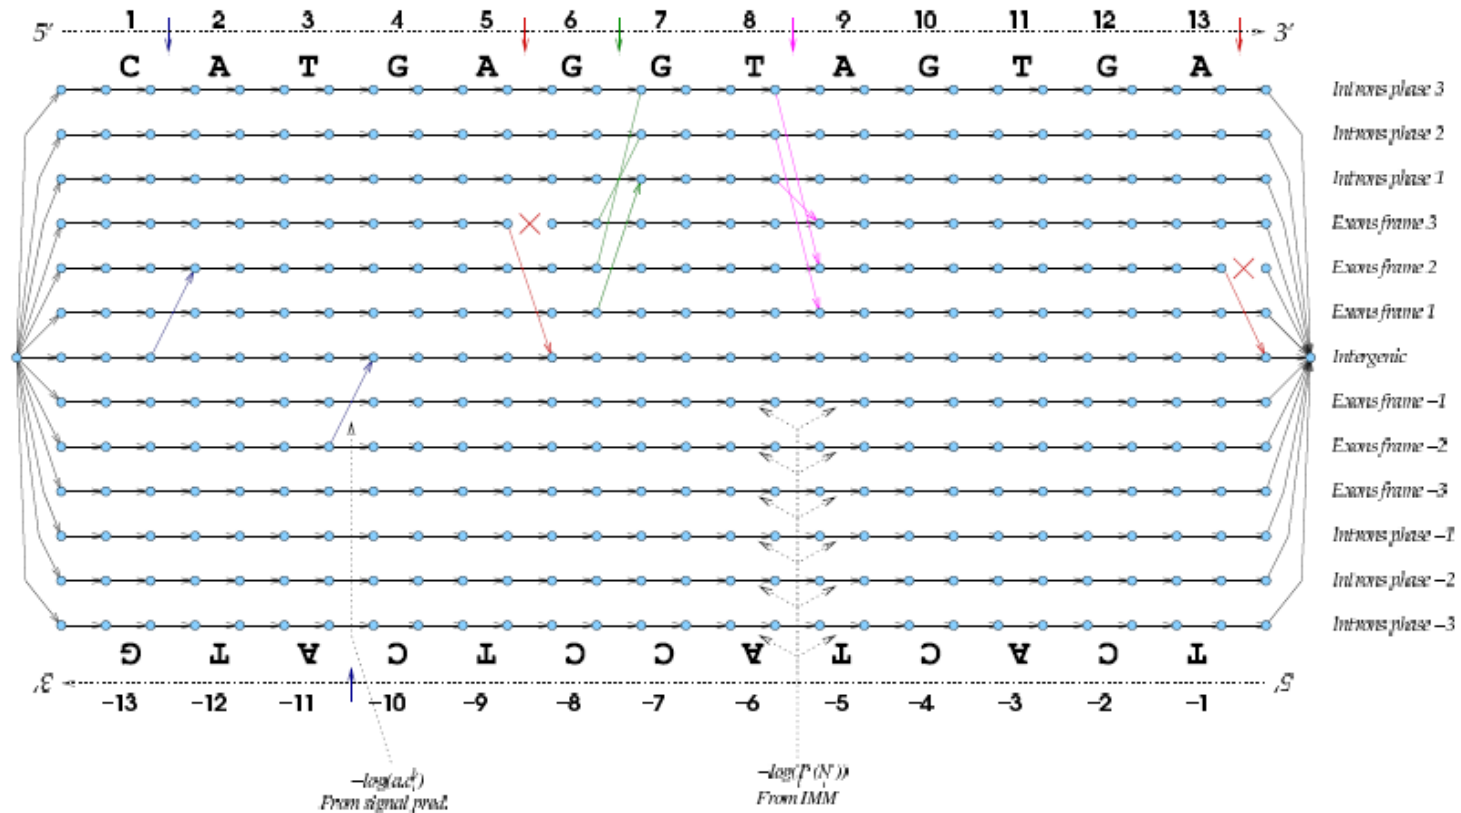 1 2 3 4 5 6 7 8 9 10 11 12 13
5' 3'
C A T G A G G T A G T G A
Introns phase 3
Introns phase 2
Introns phase 1
Exons frame 3
Exons frame 2
Exons frame 1
Intergenic
Exons frame -1
Exons frame -2
Exons frame -3
Introns phase -1
Introns phase -2
Introns phase -3
G T A C T C C A T C A C T
3' 5'
-13 -12 -11 -10 -9 -8 -7 -6 -5 -4 -3 -2 -1
From signal pred.
From IMM